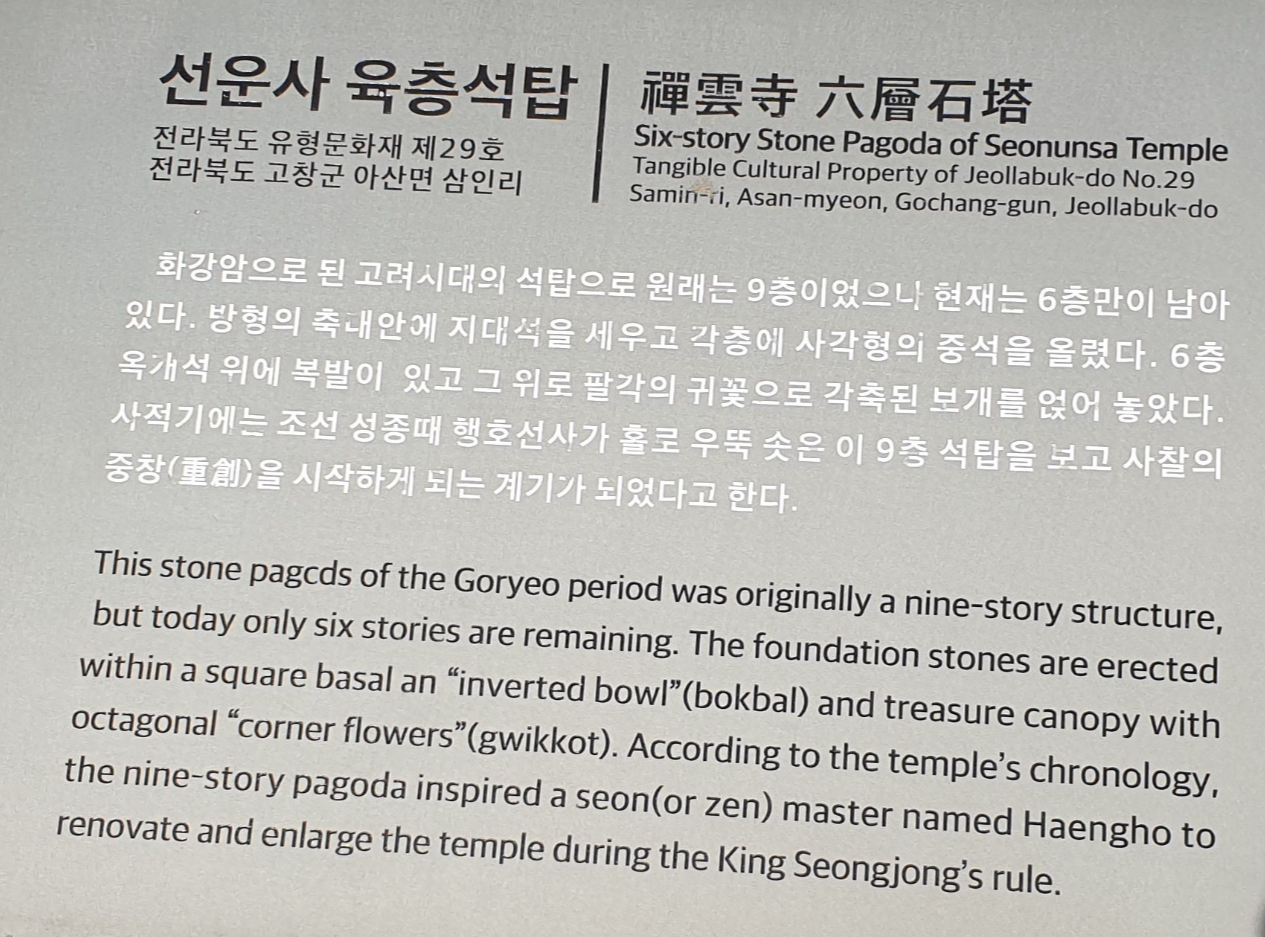 선운사 육층석탑
전라북도 유형문화재 제29호
전라북도 고창군 아산면 삼인리
禪雲寺 六層石塔
Six-story Stone Pagoda of Seonunsa Temple
Tangible Cultural Property of Jeollabuk-do No.29
Samin-ri, Asan-myeon, Gochang-gun, Jeollabuk-do
화강암으로 된 고려시대의 석탑으로 원래는 9층이었으나 현재는 6층만이 남아
있다. 방형의 축대안에 지대석을 세우고 각층에 사각형의 중석을 올렸다. 6층
옥개석 위에 복발이 있고 그 위로 팔각의 귀꽃으로 각축된 보개를 얹어 놓았다.
사적기에는 조선 성종때 행호선사가 홀로 우뚝 솟은 이 9층 석탑을 보고 사찰의
중창(重創)을 시작하게 되는 계기가 되었다고 한다.
This stone pagcds of the Goryeo period was originally a nine-story structure,
but today only six stories are remaining. The foundation stones are erected
within a square basal an “inverted bowl”(bokbal) and treasure canopy with
octagonal “corner flowers”(gwikkot). According to the temple’s chronology,
the nine-story pagoda inspired a seon(or zen) master named Haengho to
renovate and enlarge the temple during the King Seongjong’s rule.